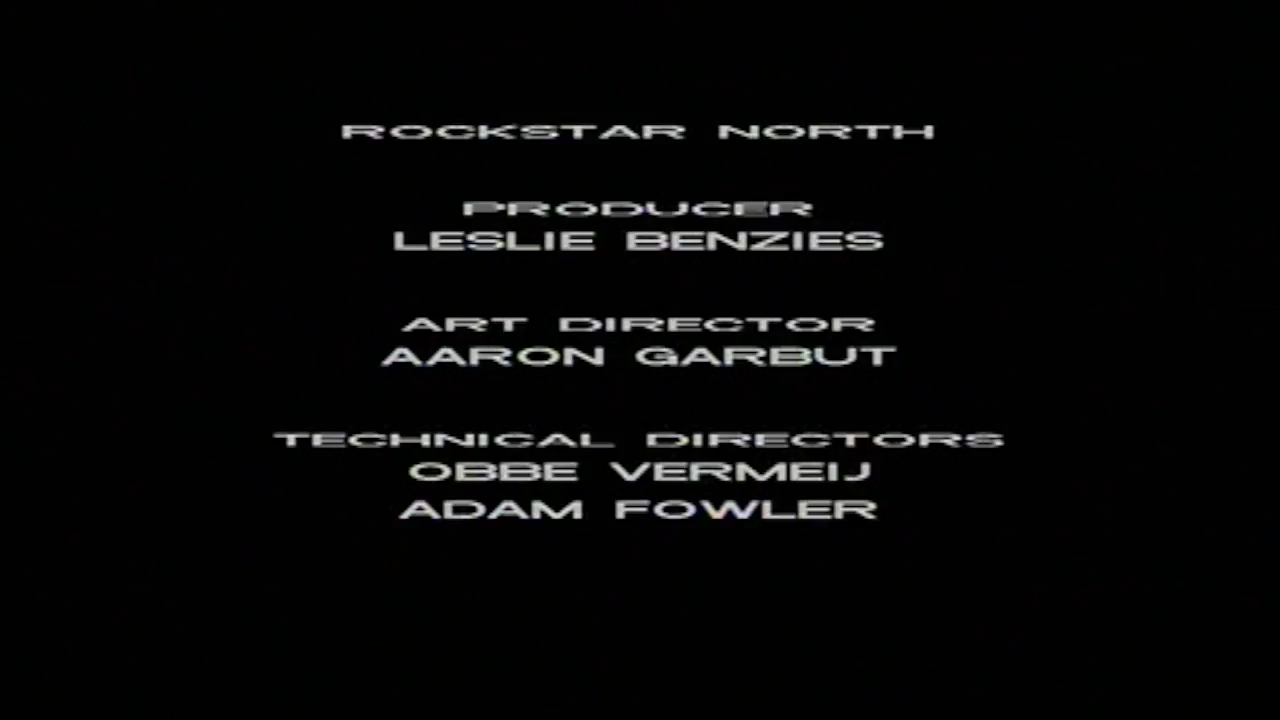 ROCKSTAR NORTH
PRODUCER
LESLIE BENZIES
ART DIRECTOR
AARON GARBUT
TECHNICAL DIRECTORS
OBBE VERMEIJ
ADAM FOWLER